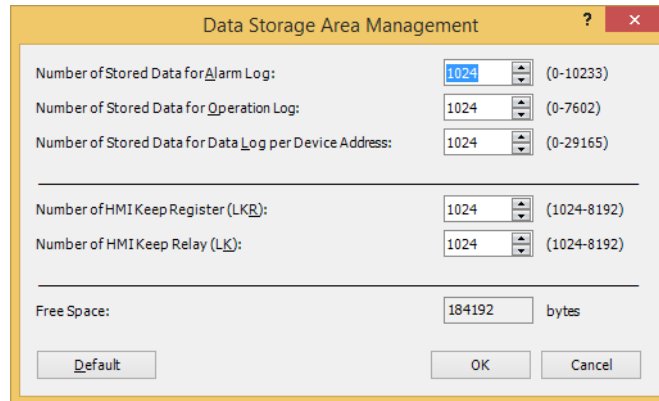 Data Storage Area Management ? ×
Number of Stored Data for Alarm Log: 1024 (0-10233)
Number of Stored Data for Operation Log: 1024 (0-7602)
Number of Stored Data for Data Log per Device Address: 1024 (0-29165)
Number of HMI Keep Register (LKR): 1024 (1024-8192)
Number of HMI Keep Relay (LK): 1024 (1024-8192)
Free Space: 184192 bytes
Default OK Cancel